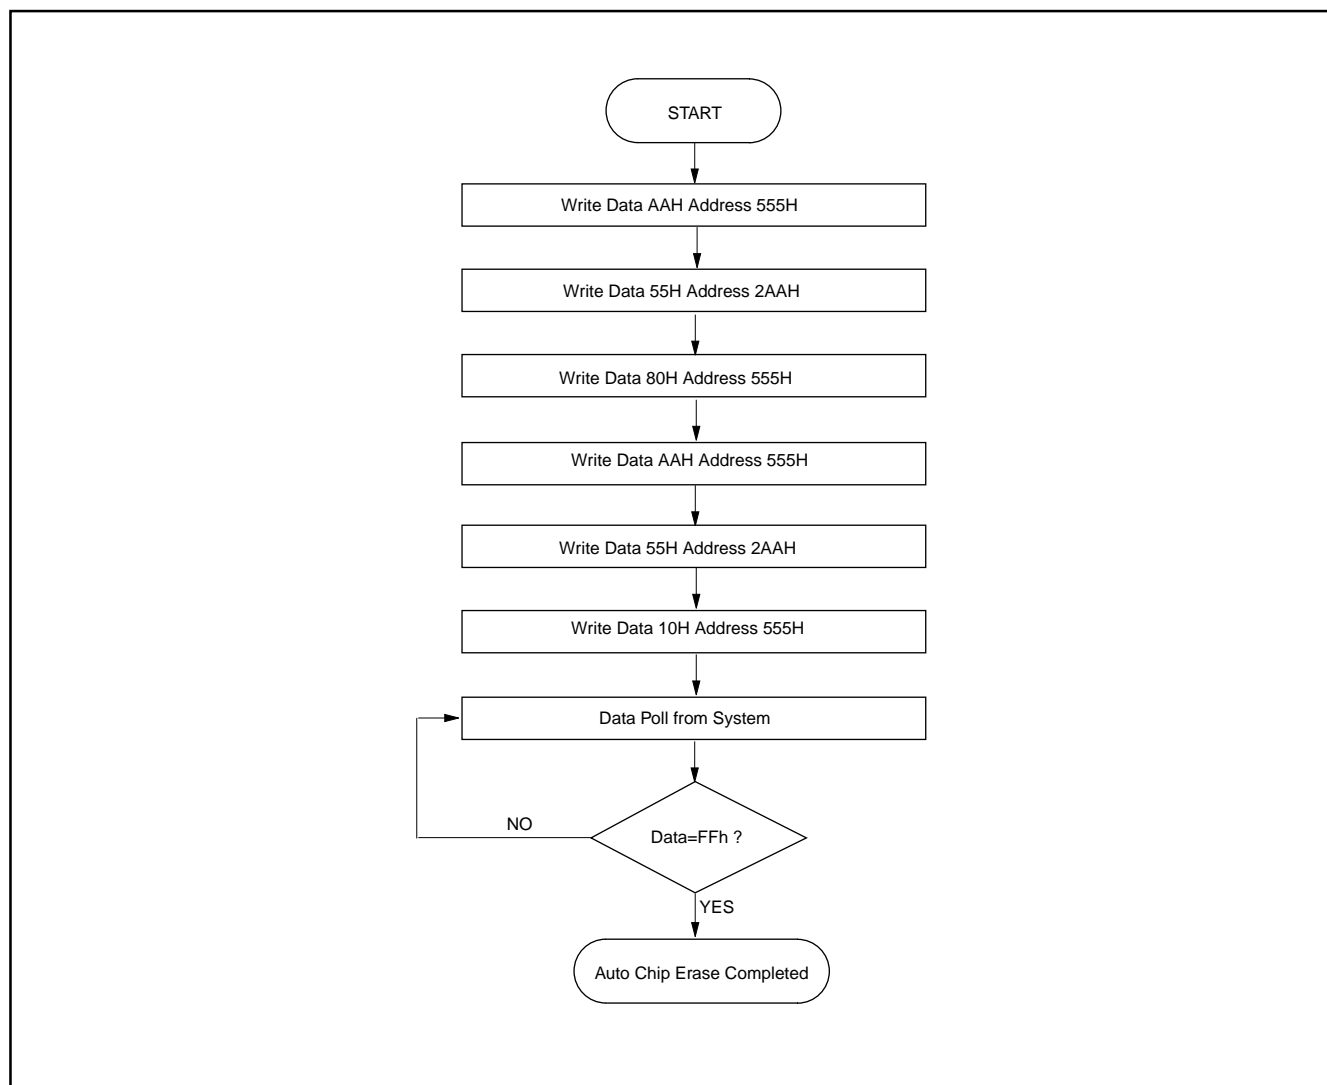 START
Write Data AAH Address 555H
Write Data 55H Address 2AAH
Write Data 80H Address 555H
Write Data AAH Address 555H
Write Data 55H Address 2AAH
Write Data 10H Address 555H
Data Poll from System
NO
Data=FFh ?
YES
Auto Chip Erase Completed